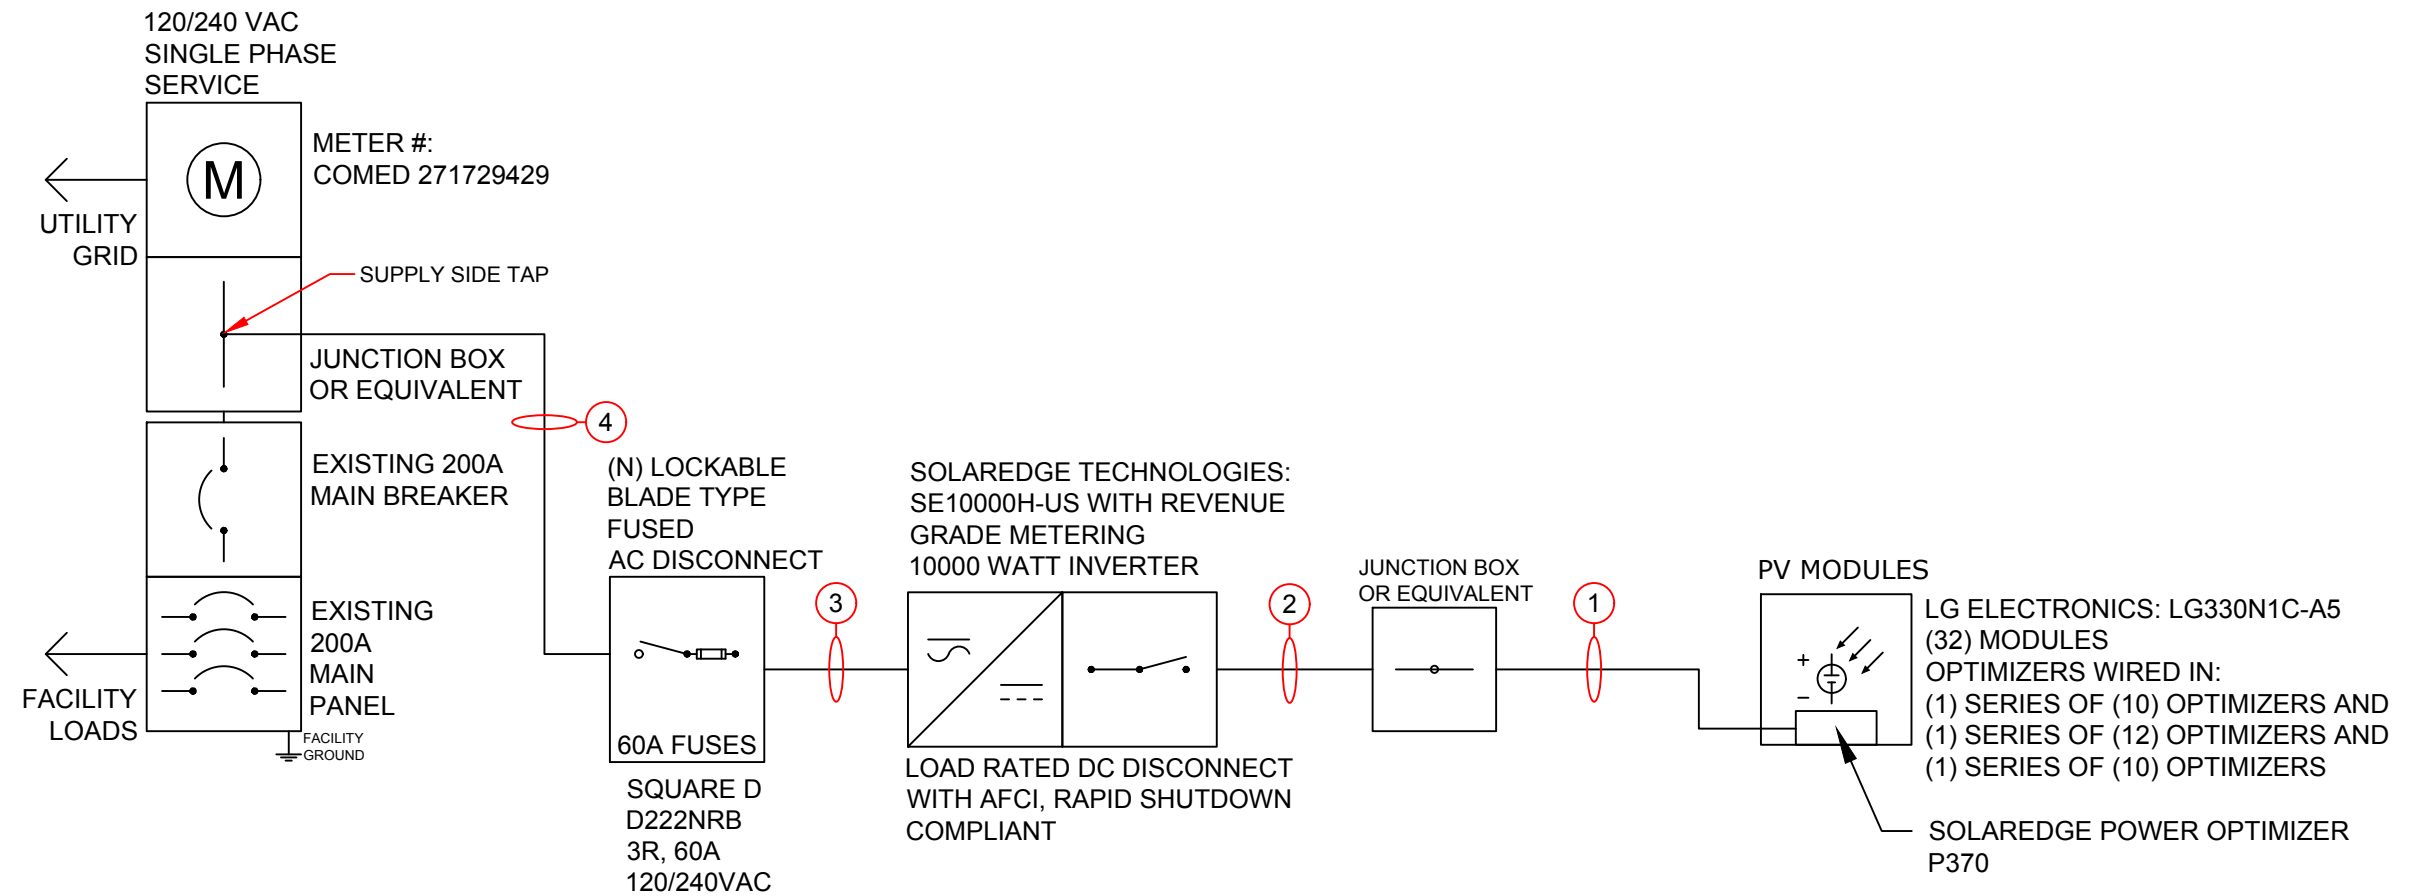 120/240 VAC
SINGLE PHASE
SERVICE
M
METER #:
COMED 271729429
UTILITY
GRID
SUPPLY SIDE TAP
JUNCTION BOX
OR EQUIVALENT
4
EXISTING 200A
MAIN BREAKER
EXISTING
200A
MAIN
PANEL
FACILITY
LOADS
FACILITY
GROUND
(N) LOCKABLE
BLADE TYPE
FUSED
AC DISCONNECT
60A FUSES
SQUARE D
D222NRB
3R, 60A
120/240VAC
3
SOLAREDGE TECHNOLOGIES:
SE10000H-US WITH REVENUE
GRADE METERING
10000 WATT INVERTER
LOAD RATED DC DISCONNECT
WITH AFCI, RAPID SHUTDOWN
COMPLIANT
2
JUNCTION BOX
OR EQUIVALENT
1
PV MODULES
+
−
LG ELECTRONICS: LG330N1C-A5
(32) MODULES
OPTIMIZERS WIRED IN:
(1) SERIES OF (10) OPTIMIZERS AND
(1) SERIES OF (12) OPTIMIZERS AND
(1) SERIES OF (10) OPTIMIZERS
SOLAREDGE POWER OPTIMIZER
P370